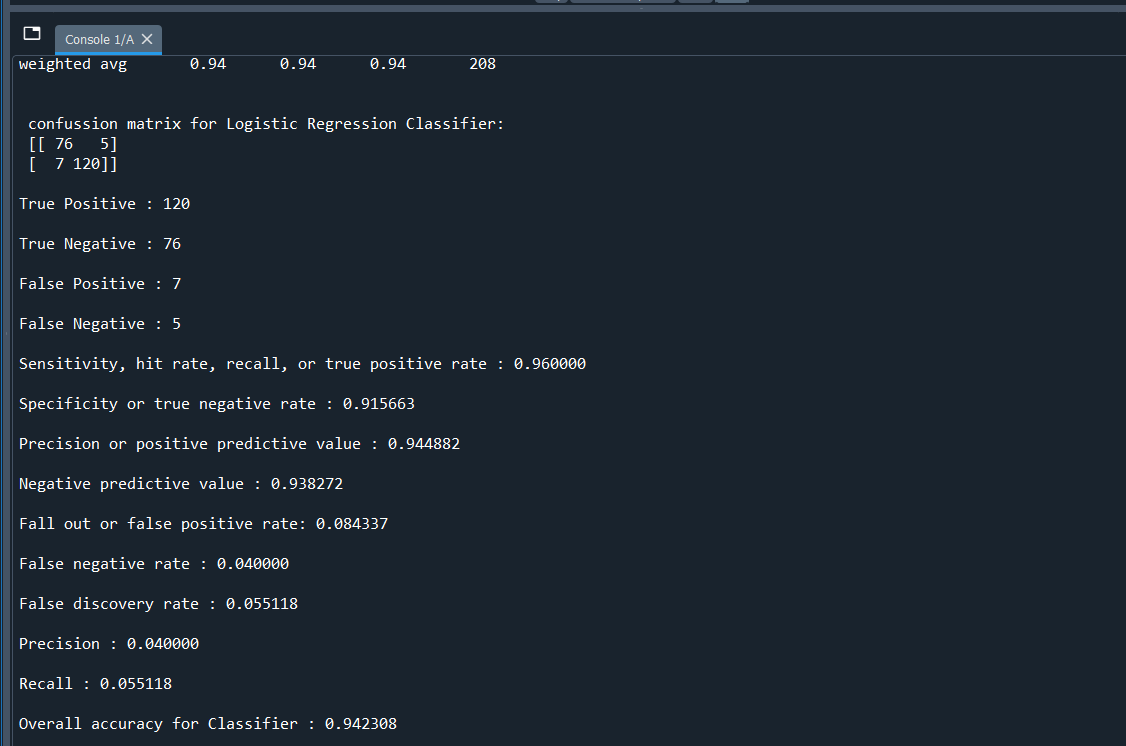 Console 1/A
weighted avg 0.94 0.94 0.94 208
confussion matrix for Logistic Regression Classifier:
[[ 76 5]
[ 7 120]]
True Positive : 120
True Negative : 76
False Positive : 7
False Negative : 5
Sensitivity, hit rate, recall, or true positive rate : 0.960000
Specificity or true negative rate : 0.915663
Precision or positive predictive value : 0.944882
Negative predictive value : 0.938272
Fall out or false positive rate: 0.084337
False negative rate : 0.040000
False discovery rate : 0.055118
Precision : 0.040000
Recall : 0.055118
Overall accuracy for Classifier : 0.942308